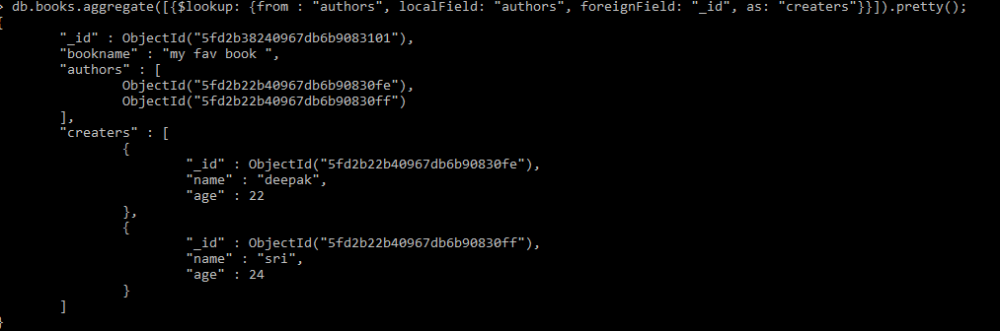 > db.books.aggregate([{$lookup: {from : "authors", localField: "authors", foreignField: "_id", as: "creaters"}}]).pretty();
{
"_id" : ObjectId("5fd2b38240967db6b9083101"),
"bookname" : "my fav book ",
"authors" : [
ObjectId("5fd2b22b40967db6b90830fe"),
ObjectId("5fd2b22b40967db6b90830ff")
],
"creaters" : [
{
"_id" : ObjectId("5fd2b22b40967db6b90830fe"),
"name" : "deepak",
"age" : 22
},
{
"_id" : ObjectId("5fd2b22b40967db6b90830ff"),
"name" : "sri",
"age" : 24
}
]
}